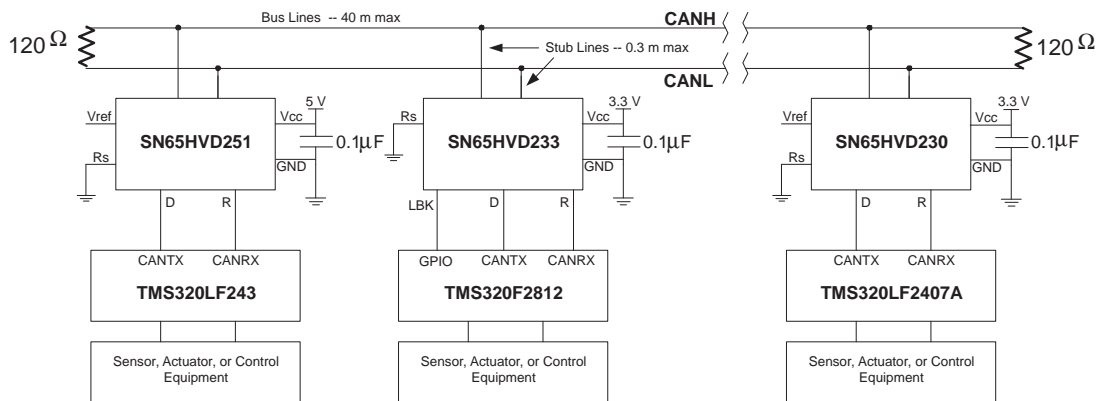 Bus Lines -- 40 m max
CANH
120 Ω
Stub Lines -- 0.3 m max
120 Ω
CANL
5 V
Vref
Vcc
SN65HVD251
0.1μF
Rs
GND
D
R
CANTX
CANRX
TMS320LF243
Sensor, Actuator, or Control
Equipment
3.3 V
Rs
Vcc
SN65HVD233
0.1μF
GND
LBK
D
R
GPIO
CANTX
CANRX
TMS320F2812
Sensor, Actuator, or Control
Equipment
3.3 V
Vref
Vcc
SN65HVD230
0.1μF
Rs
GND
D
R
CANTX
CANRX
TMS320LF2407A
Sensor, Actuator, or Control
Equipment